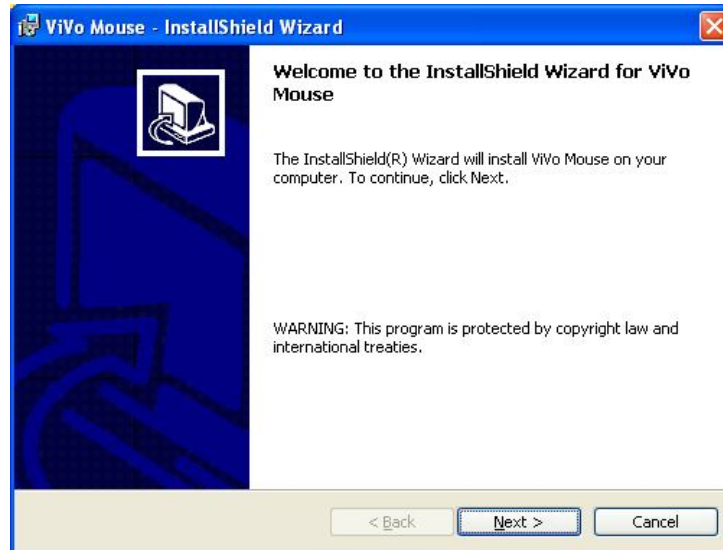 ViVo Mouse - InstallShield Wizard
Welcome to the InstallShield Wizard for ViVo
Mouse
The InstallShield(R) Wizard will install ViVo Mouse on your
computer. To continue, click Next.
WARNING: This program is protected by copyright law and
international treaties.
< Back
Next >
Cancel